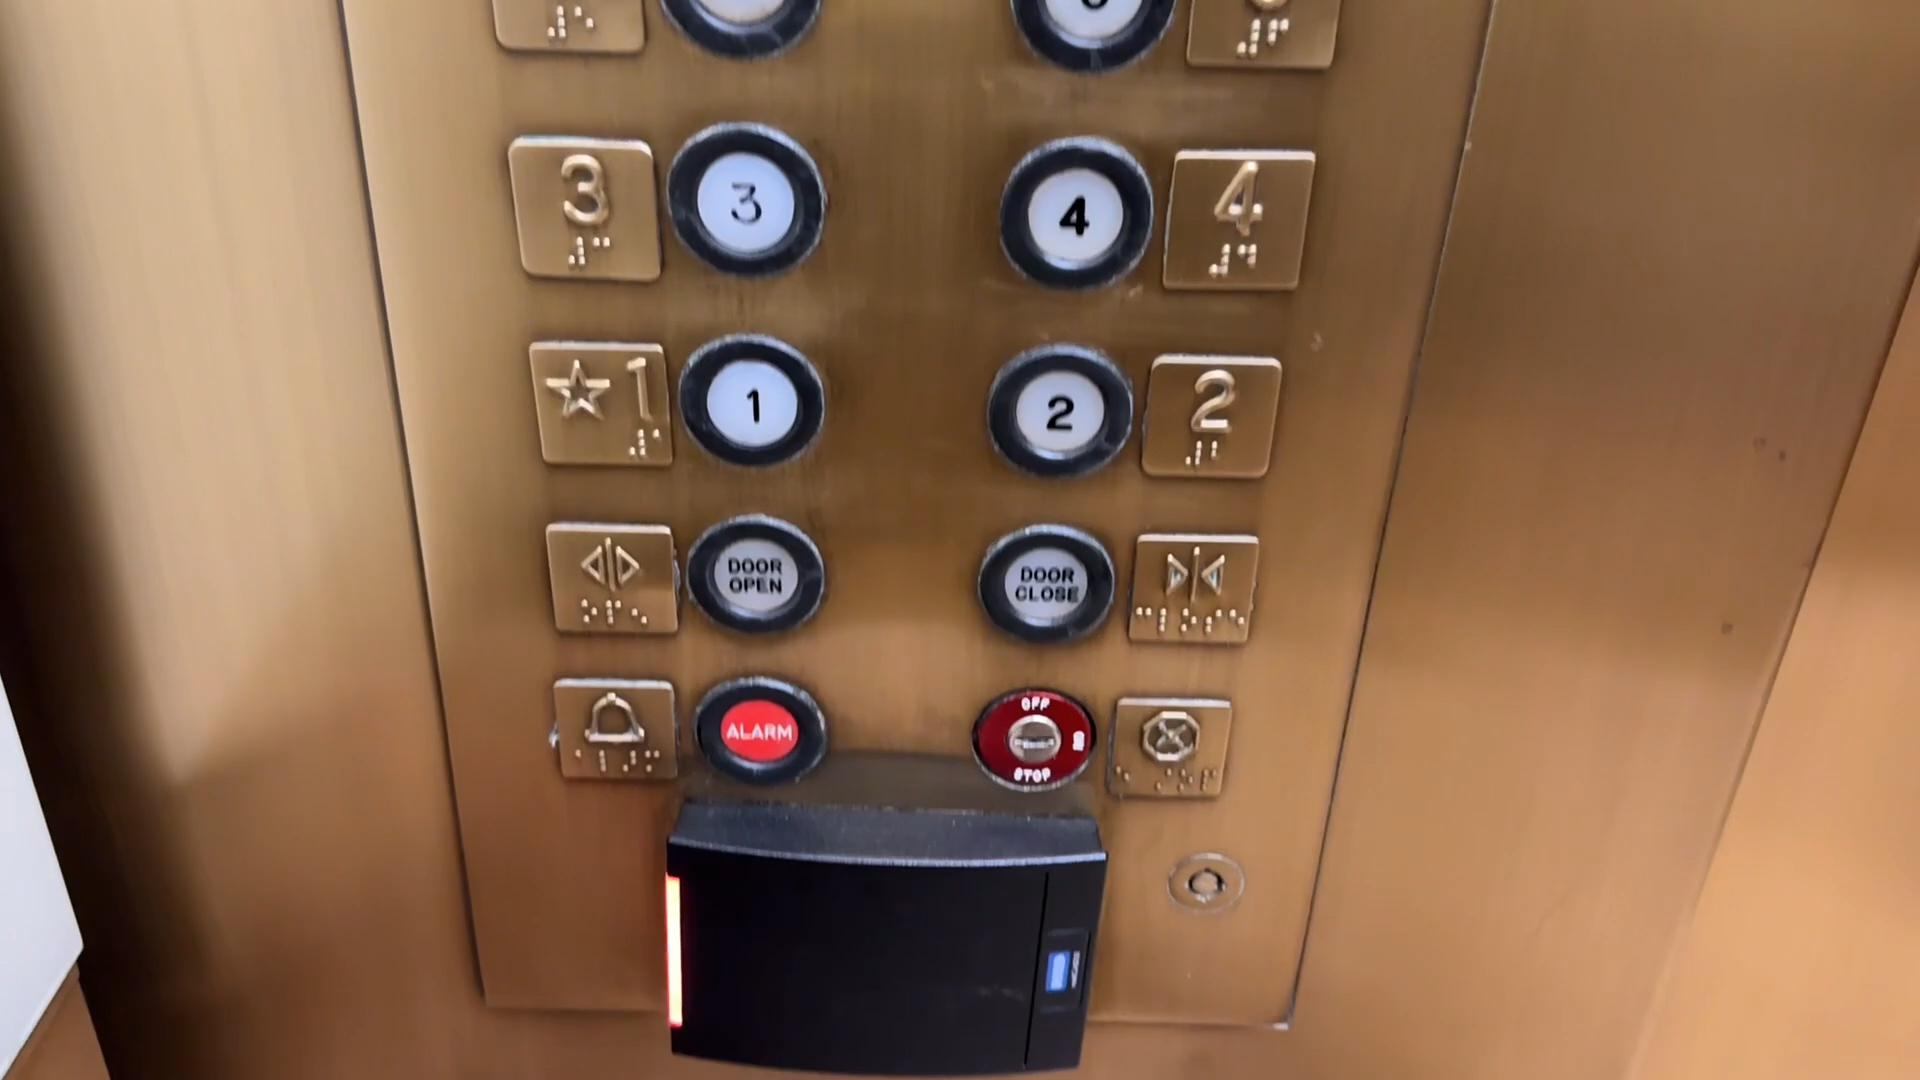 3 3 4 4
1 1 2 2
DOOR
OPEN
DOOR
CLOSE
ALARM
OFF
STOP